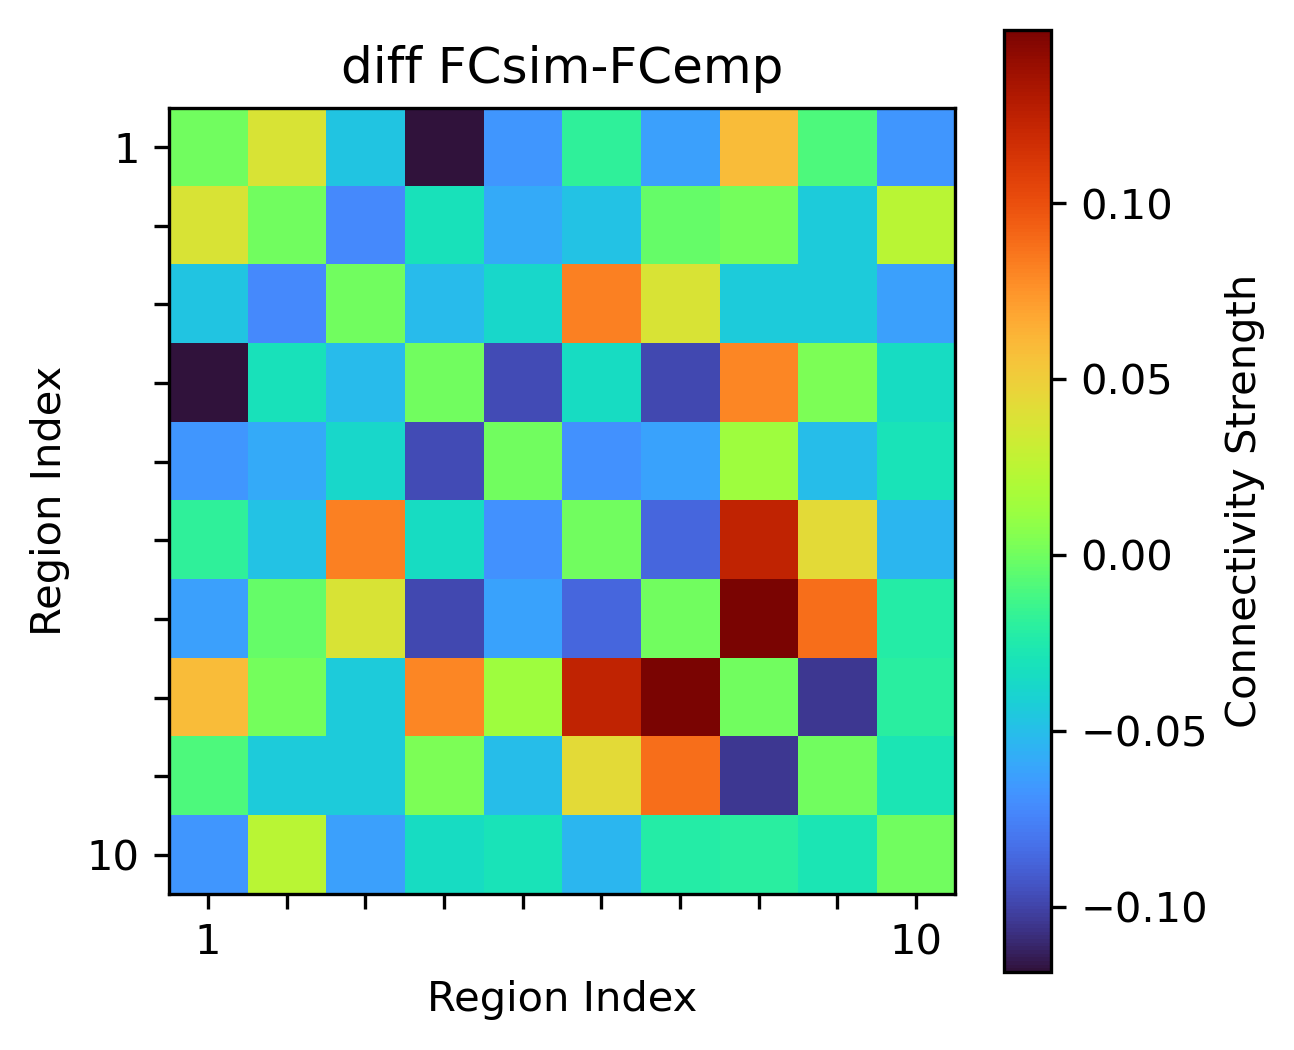 diff FCsim-FCemp
1
10
Region Index
1
10
Region Index
0.10
0.05
0.00
−0.05
−0.10
Connectivity Strength